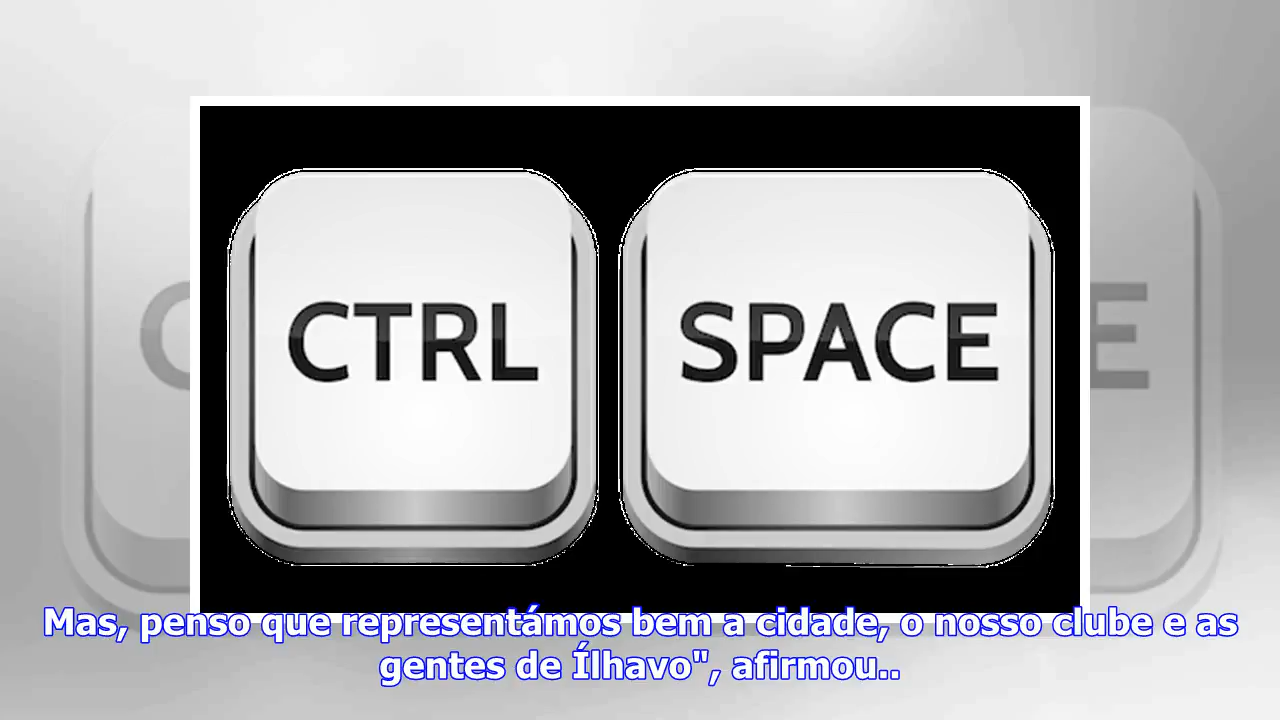 CTRL SPACE
Mas, penso que representámos bem a cidade, o nosso clube e as
gentes de Ílhavo", afirmou..